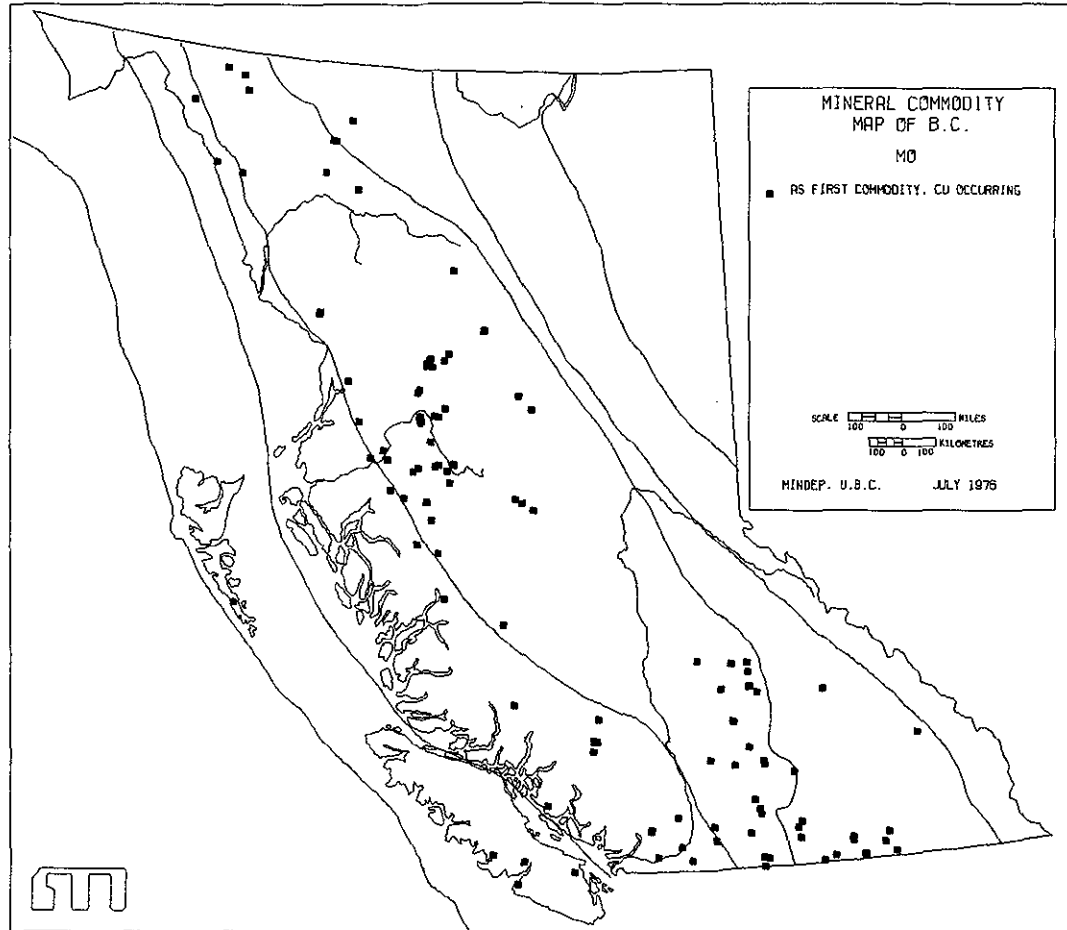 MINERAL COMMODITY
MAP OF B.C.
MO
AS FIRST COMMODITY. CU OCCURRING
SCALE 100 0 100 MILES
100 0 100 KILOMETRES
MINDEP. U.B.C. JULY 1976